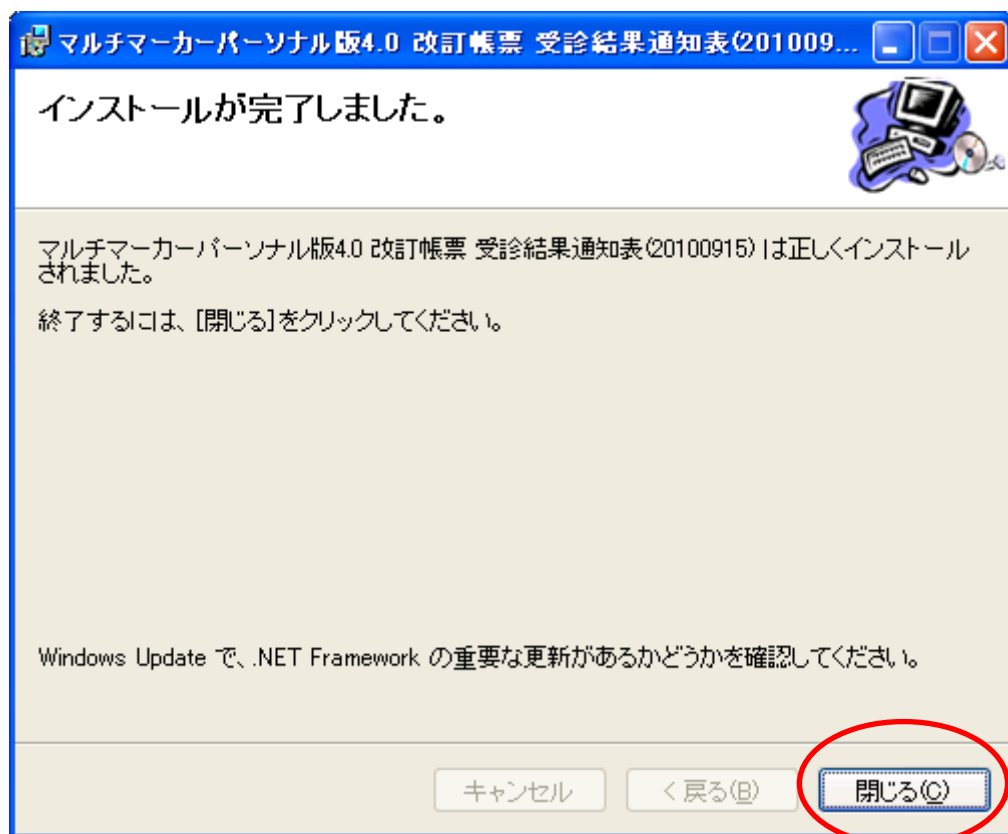 マルチマーカーパーソナル版4.0 改訂帳票 受診結果通知表(201009...
インストールが完了しました。
マルチマーカーパーソナル版4.0 改訂帳票 受診結果通知表(20100915) は正しくインストール
されました。
終了するには、[閉じる]をクリックしてください。
Windows Update で、.NET Framework の重要な更新があるかどうかを確認してください。
キャンセル
< 戻る(B)
閉じる(C)